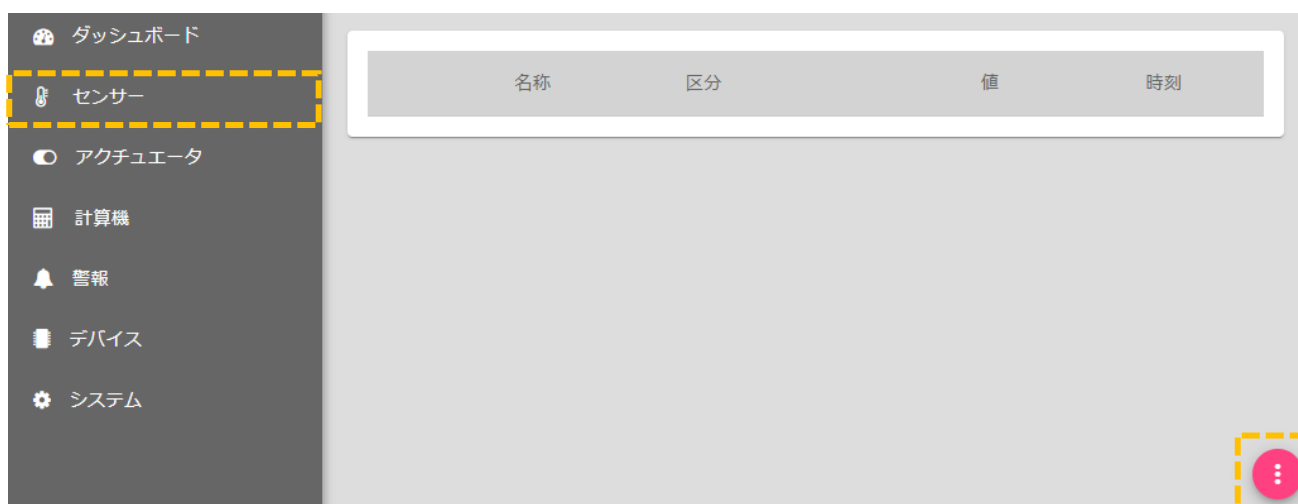 ダッシュボード
センサー
アクチュエータ
計算機
警報
デバイス
システム
名称 区分 値 時刻